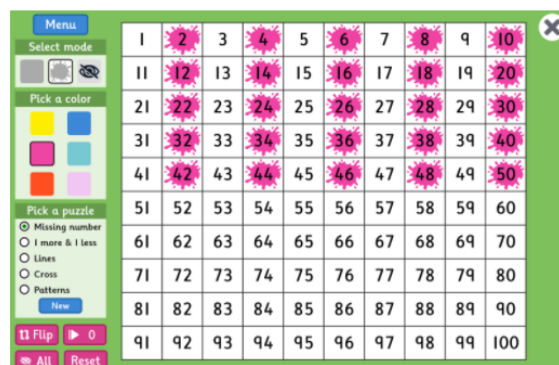 Menu
Select mode
Pick a color
Pick a puzzle
Missing number
1 more & 1 less
Lines
Cross
Patterns
New
Flip
0
All
Reset
1 2 3 4 5 6 7 8 9 10
11 12 13 14 15 16 17 18 19 20
21 22 23 24 25 26 27 28 29 30
31 32 33 34 35 36 37 38 39 40
41 42 43 44 45 46 47 48 49 50
51 52 53 54 55 56 57 58 59 60
61 62 63 64 65 66 67 68 69 70
71 72 73 74 75 76 77 78 79 80
81 82 83 84 85 86 87 88 89 90
91 92 93 94 95 96 97 98 99 100